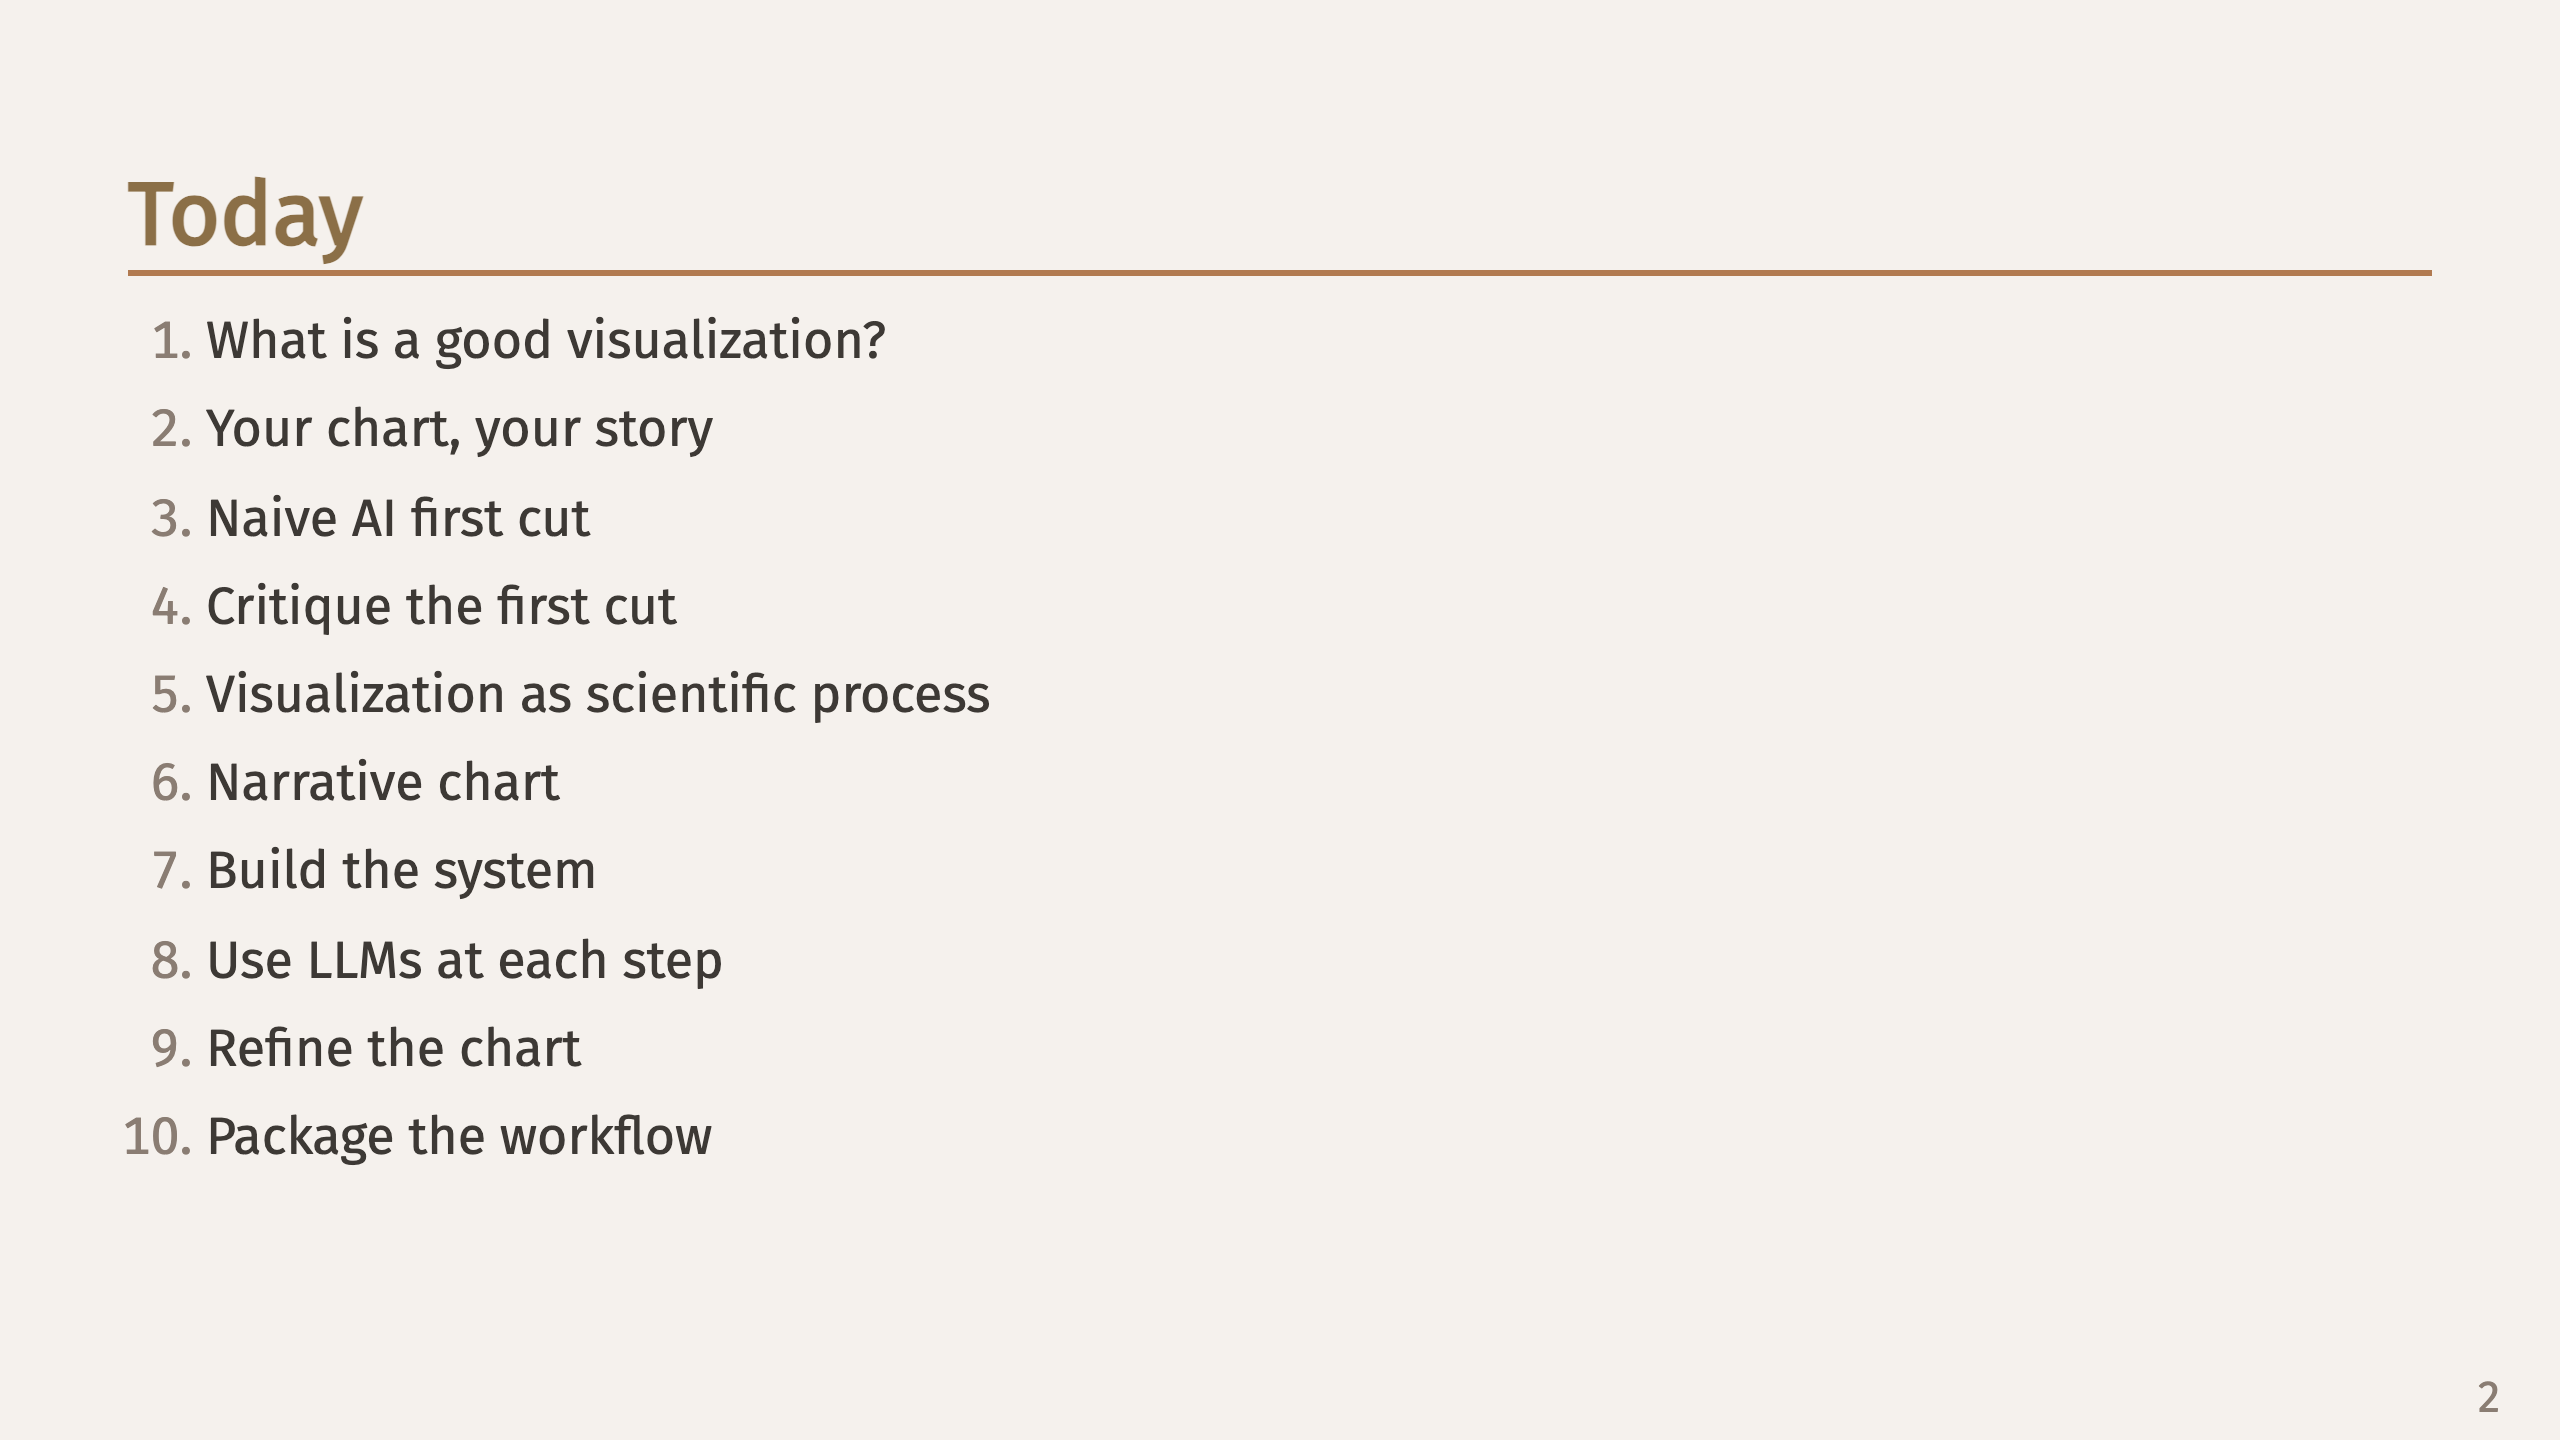 Today
1. What is a good visualization?
2. Your chart, your story
3. Naive AI first cut
4. Critique the first cut
5. Visualization as scientific process
6. Narrative chart
7. Build the system
8. Use LLMs at each step
9. Refine the chart
10. Package the workflow
2